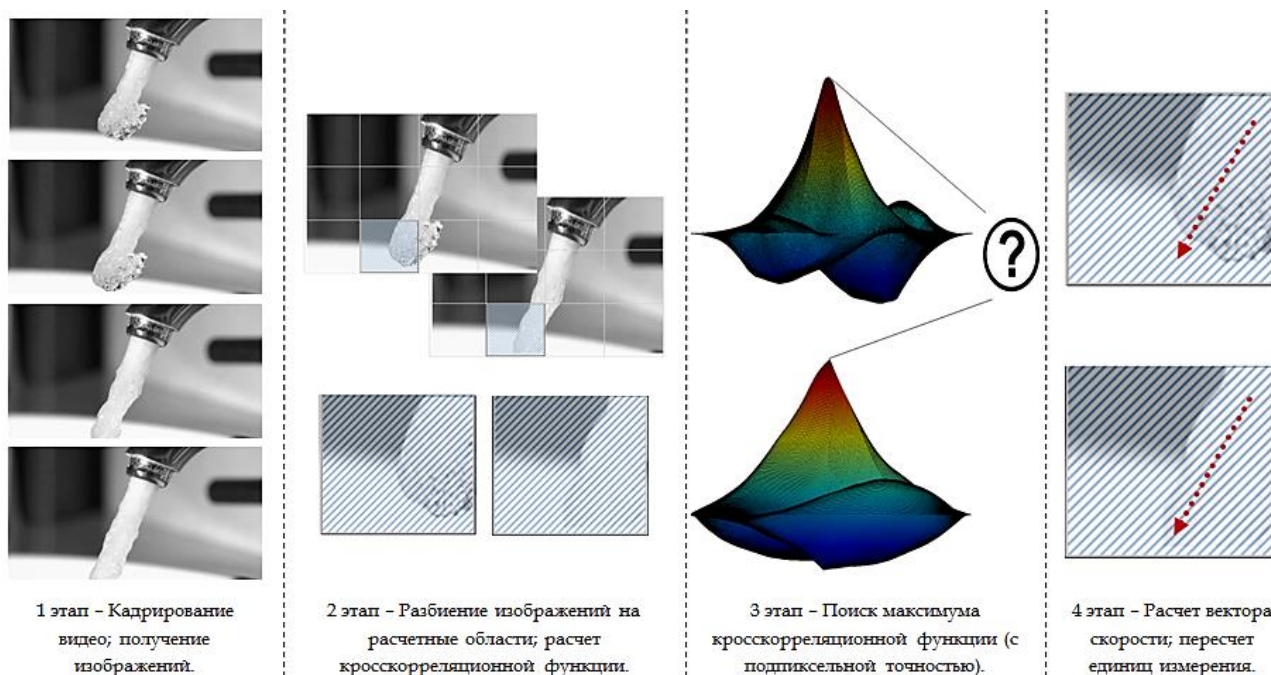 ?
1 этап – Кадрирование
видео; получение
изображений.
2 этап – Разбиение изображений на
расчетные области; расчет
кросскорреляционной функции.
3 этап – Поиск максимума
кросскорреляционной функции (с
подпиксельной точностью).
4 этап – Расчет вектора
скорости; пересчет
единиц измерения.